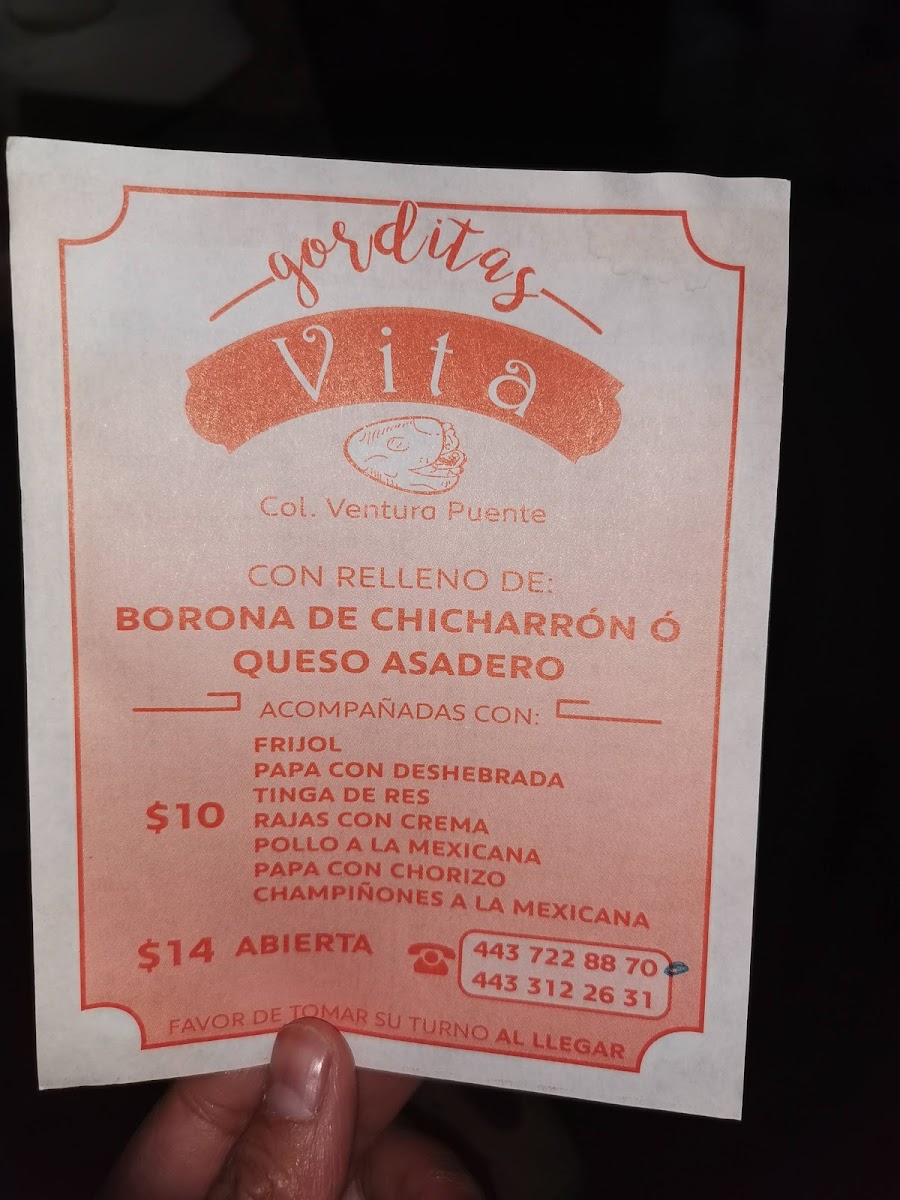 gorditas
Vita
Col. Ventura Puente
CON RELLENO DE:
BORONA DE CHICHARRÓN Ó
QUESO ASADERO
ACOMPAÑADAS CON:
FRIJOL
PAPA CON DESHEBRADA
TINGA DE RES
$10 RAJAS CON CREMA
POLLO A LA MEXICANA
PAPA CON CHORIZO
CHAMPIÑONES A LA MEXICANA
$14 ABIERTA
443 722 88 70
443 312 26 31
FAVOR DE TOMAR SU TURNO AL LLEGAR